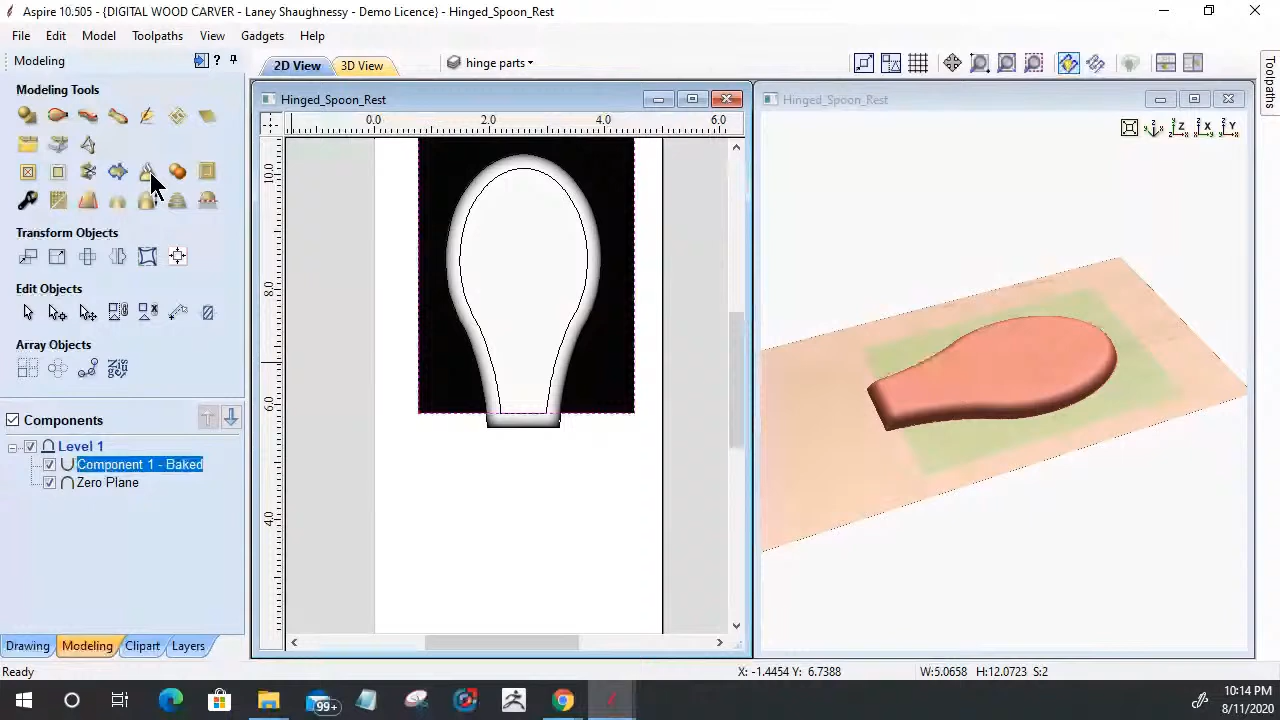 Aspire 10.505 - {DIGITAL WOOD CARVER - Laney Shaughnessy - Demo Licence} - Hinged_Spoon_Rest
File Edit Model Toolpaths View Gadgets Help
Modeling
2D View 3D View hinge parts
Modeling Tools
Hinged_Spoon_Rest
Hinged_Spoon_Rest
Toolpaths
0.0 2.0 4.0 6.0
10
8.0
6.0
4.0
Z X Y
Transform Objects
Edit Objects
Array Objects
Components
Level 1
Component 1 - Baked
Zero Plane
Drawing Modeling Clipart Layers
Ready
X: -1.4454 Y: 6.7388
W:5.0658 H:12.0723 S:2
99+
10:14 PM
8/11/2020